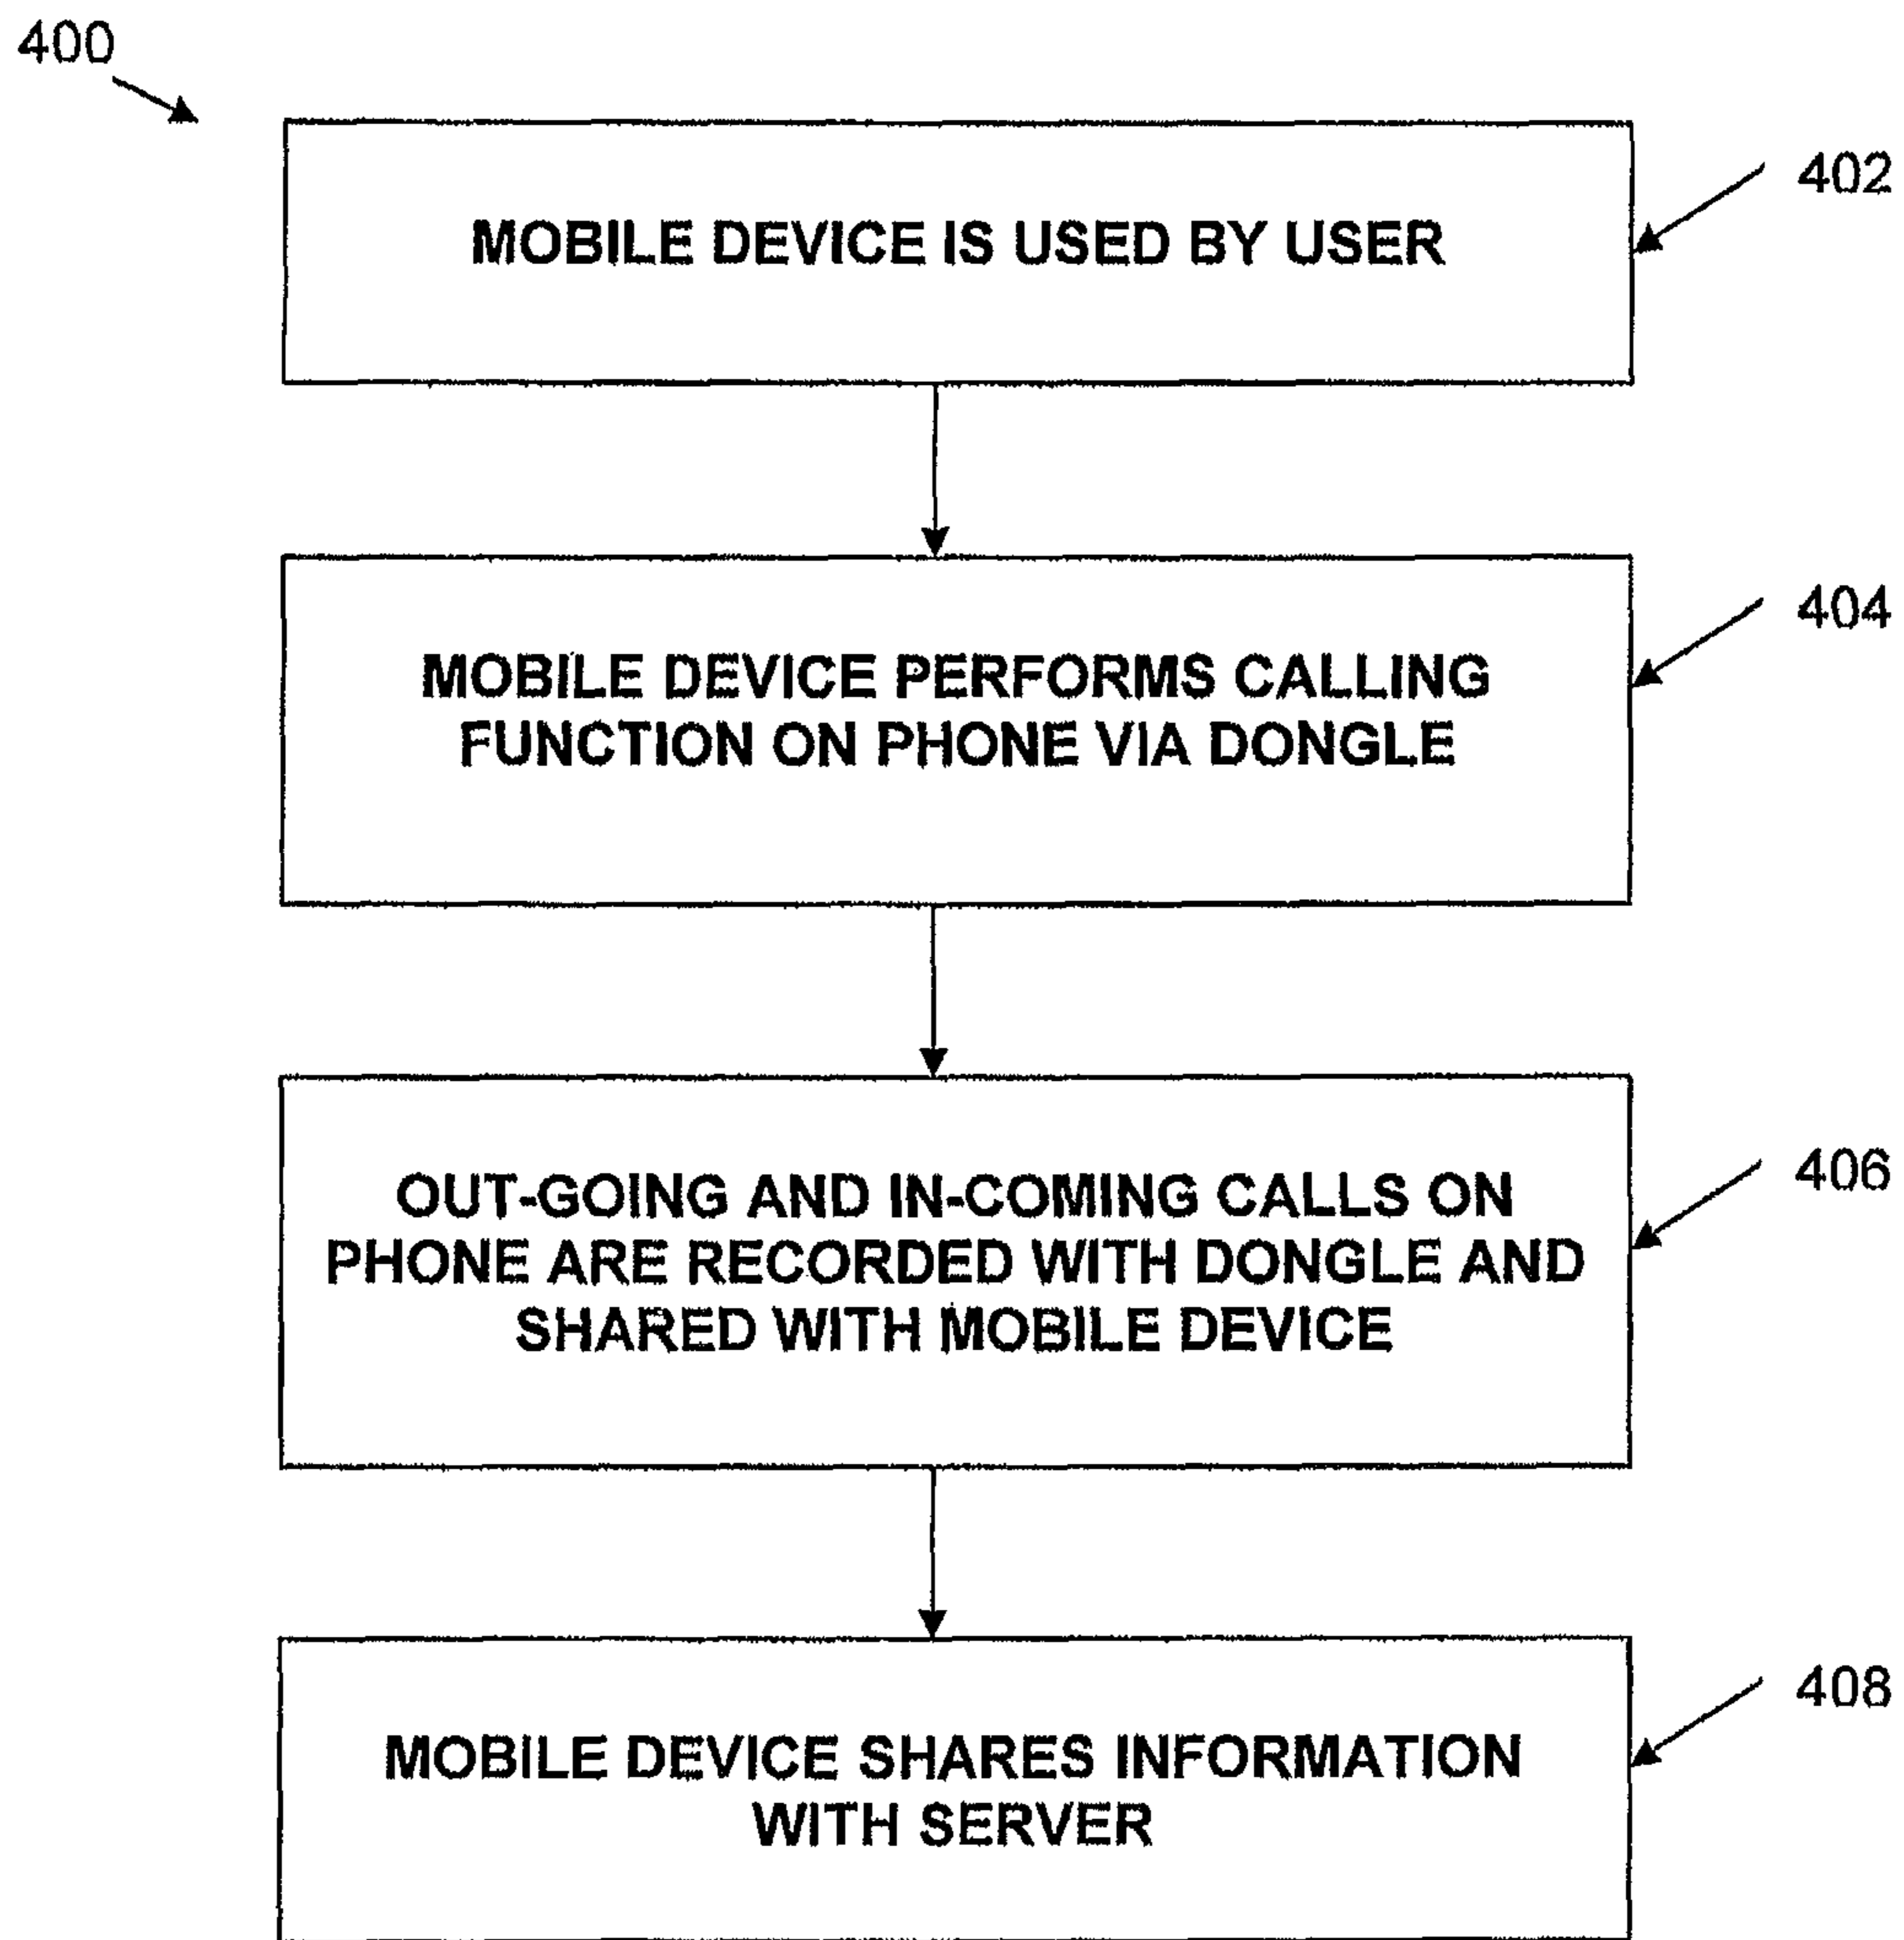 400
MOBILE DEVICE IS USED BY USER
402
MOBILE DEVICE PERFORMS CALLING
FUNCTION ON PHONE VIA DONGLE
404
OUT-GOING AND IN-COMING CALLS ON
PHONE ARE RECORDED WITH DONGLE AND
SHARED WITH MOBILE DEVICE
406
MOBILE DEVICE SHARES INFORMATION
WITH SERVER
408